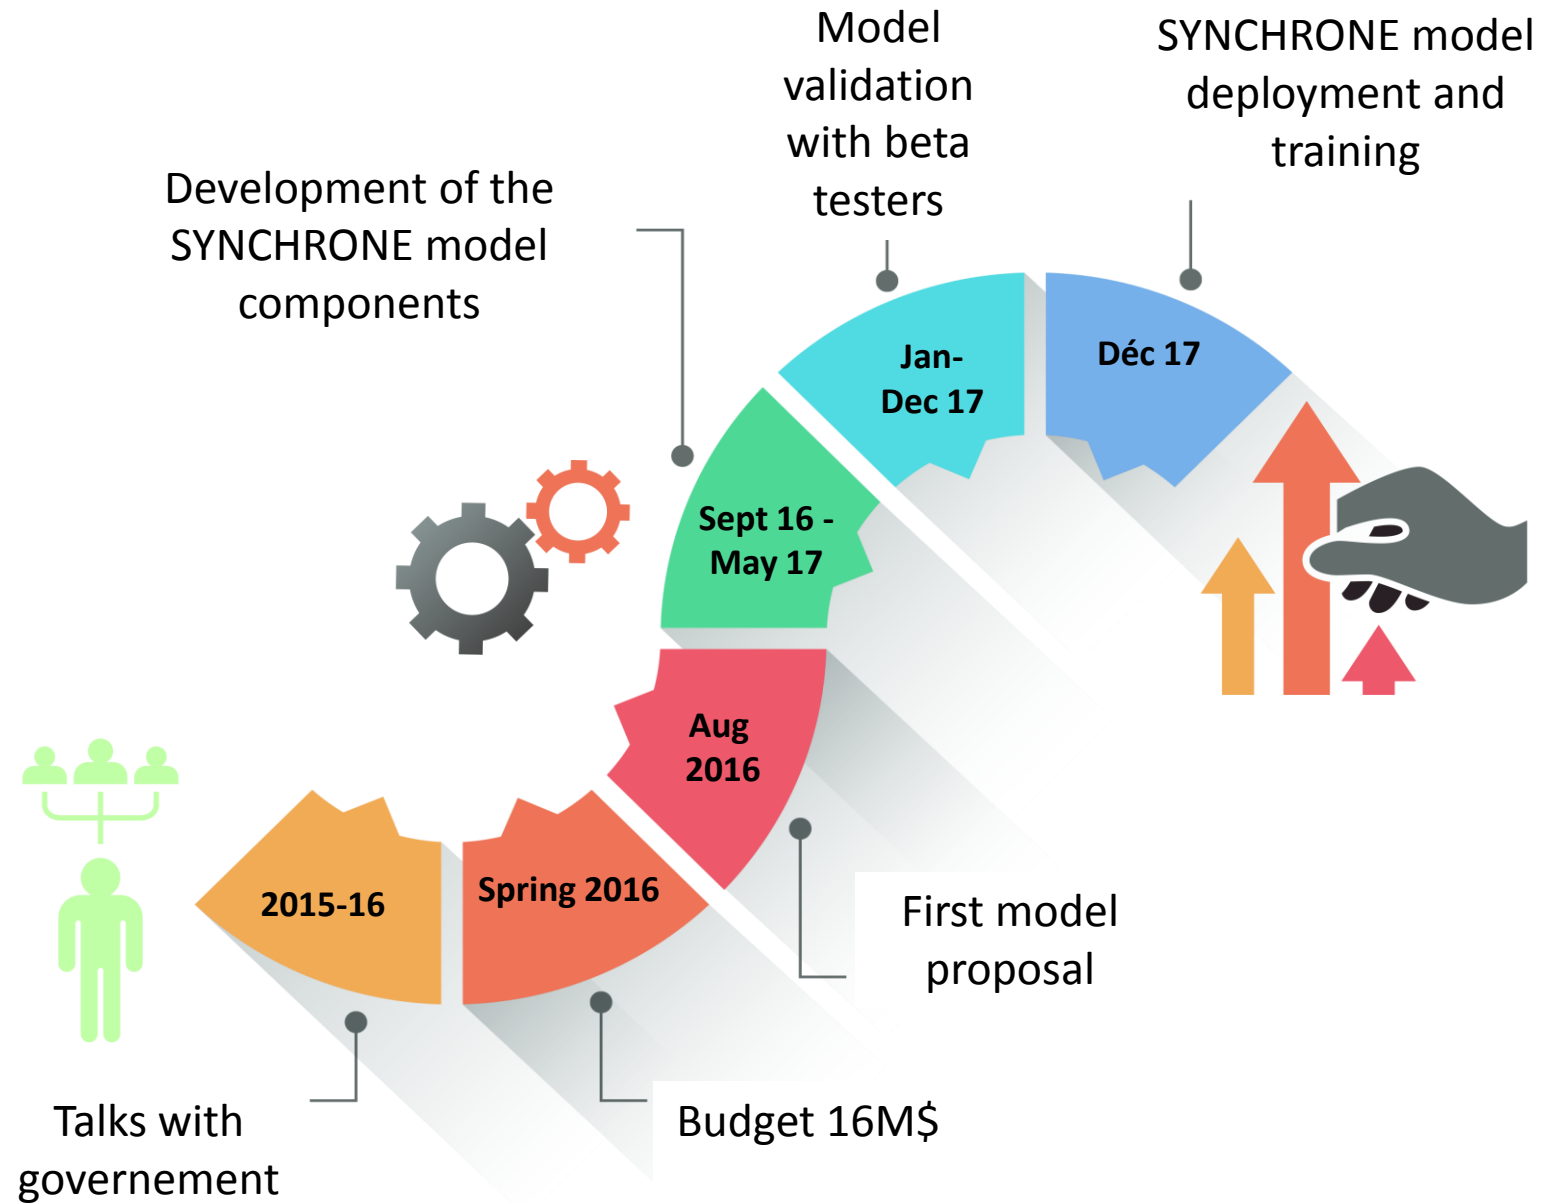 Model
validation
with beta
testers
SYNCHRONE model
deployment and
training
Development of the
SYNCHRONE model
components
Jan-
Dec 17
Déc 17
Sept 16 -
May 17
Aug
2016
2015-16
Spring 2016
First model
proposal
Talks with
governement
Budget 16M$